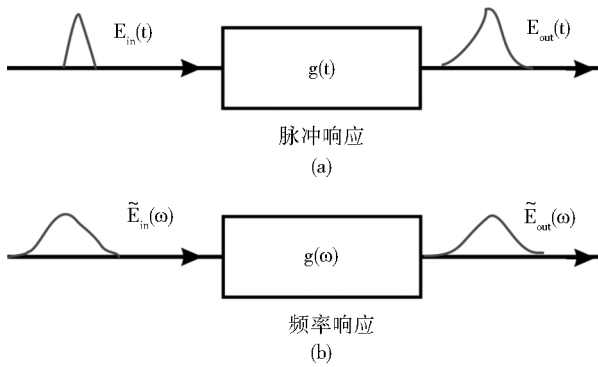 E_in(t)
g(t)
E_out(t)
脉冲响应
(a)
Ẽ_in(ω)
g(ω)
Ẽ_out(ω)
频率响应
(b)